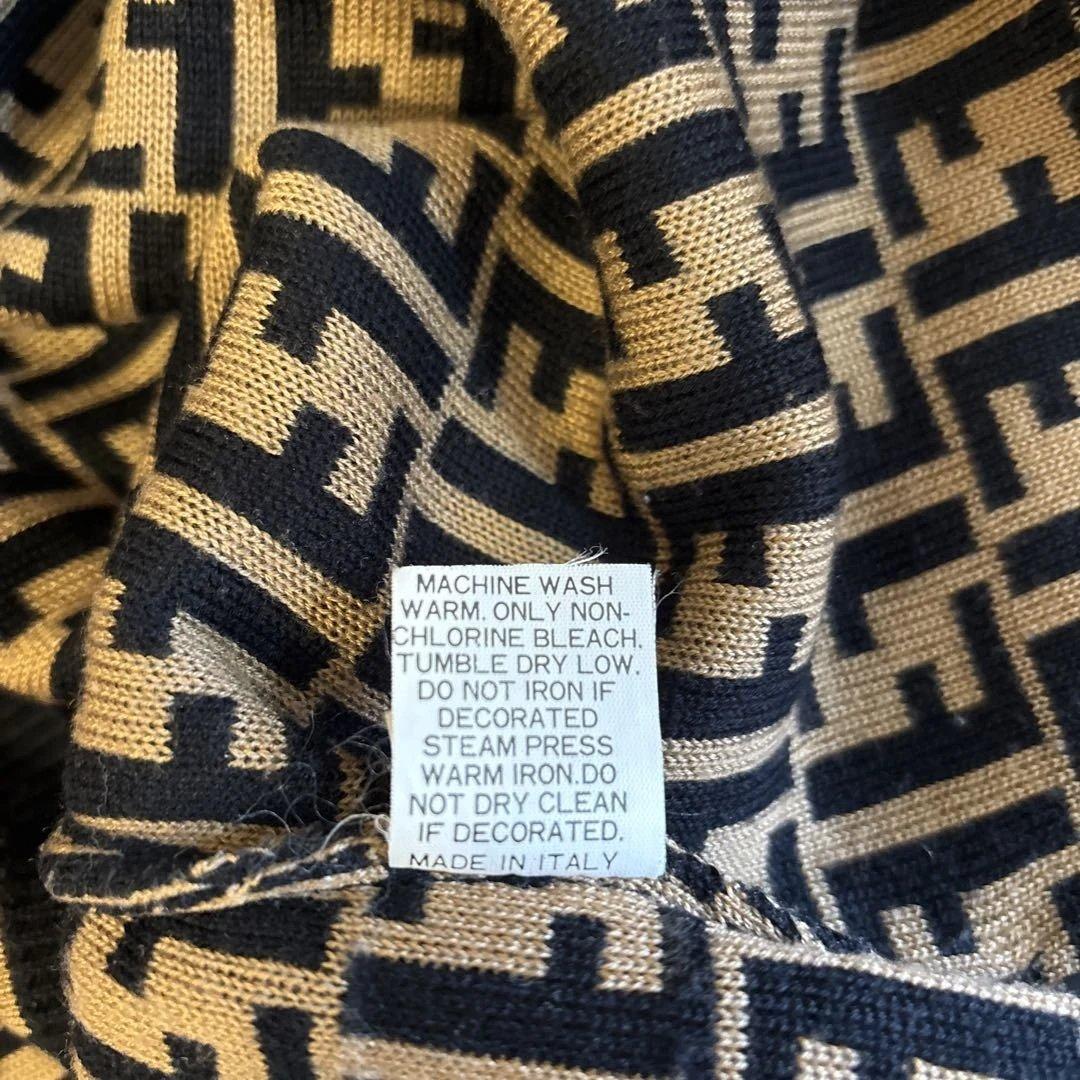 MACHINE WASH
WARM. ONLY NON-
CHLORINE BLEACH.
TUMBLE DRY LOW.
DO NOT IRON IF
DECORATED
STEAM PRESS
WARM IRON.DO
NOT DRY CLEAN
IF DECORATED.
MADE IN ITALY